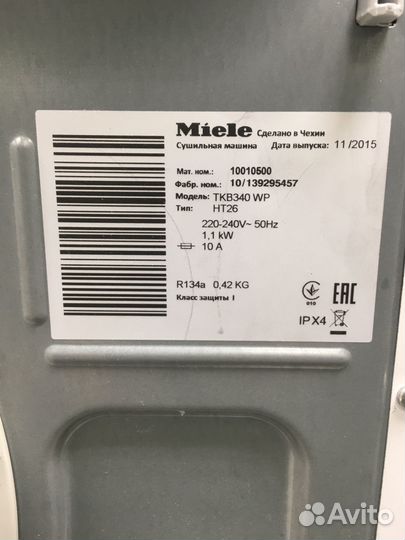 Miele Сделано в Чехии
Сушильная машина Дата выпуска: 11/2015
Мат. ном.: 10010500
Фабр. ном.: 10/139295457
Модель: TKB340 WP
Тип: HT26
220-240V~ 50Hz
1,1 kW
10 A
R134a 0,42 KG
Класс защиты I
010
EAC
IPX4
Avito